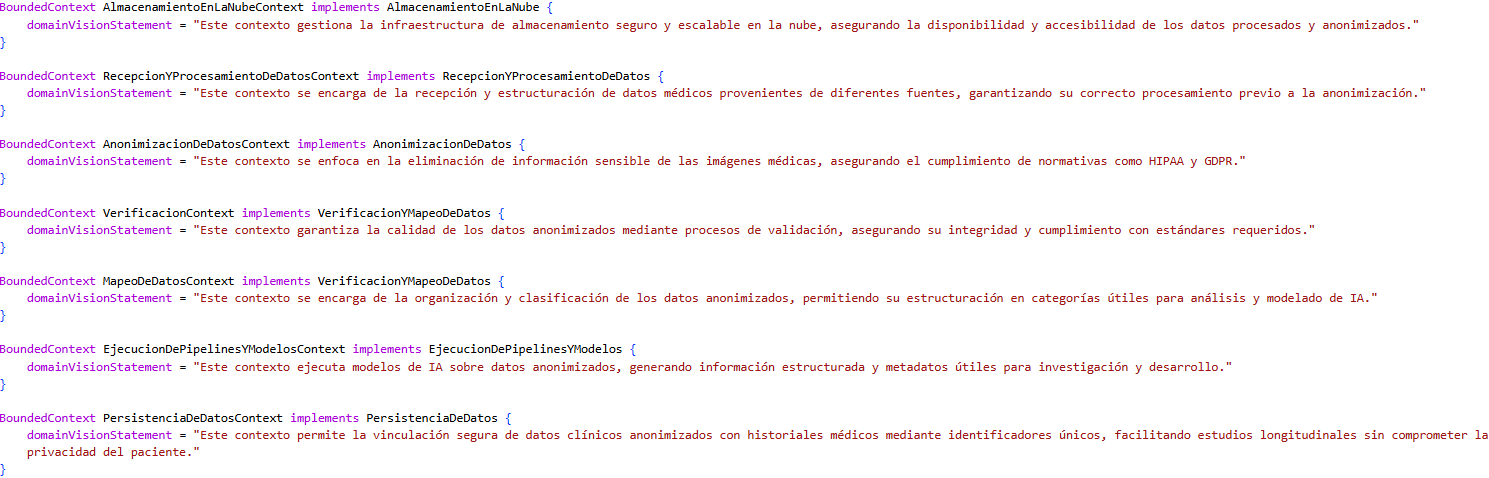 BoundedContext AlmacenamientoEnLaNubeContext implements AlmacenamientoEnLaNube {
    domainVisionStatement = "Este contexto gestiona la infraestructura de almacenamiento seguro y escalable en la nube, asegurando la disponibilidad y accesibilidad de los datos procesados y anonimizados."
}

BoundedContext RecepcionYProcesamientoDeDatosContext implements RecepcionYProcesamientoDeDatos {
    domainVisionStatement = "Este contexto se encarga de la recepción y estructuración de datos médicos provenientes de diferentes fuentes, garantizando su correcto procesamiento previo a la anonimización."
}

BoundedContext AnonimizacionDeDatosContext implements AnonimizacionDeDatos {
    domainVisionStatement = "Este contexto se enfoca en la eliminación de información sensible de las imágenes médicas, asegurando el cumplimiento de normativas como HIPAA y GDPR."
}

BoundedContext VerificacionContext implements VerificacionYMapeoDeDatos {
    domainVisionStatement = "Este contexto garantiza la calidad de los datos anonimizados mediante procesos de validación, asegurando su integridad y cumplimiento con estándares requeridos."
}

BoundedContext MapeoDeDatosContext implements VerificacionYMapeoDeDatos {
    domainVisionStatement = "Este contexto se encarga de la organización y clasificación de los datos anonimizados, permitiendo su estructuración en categorías útiles para análisis y modelado de IA."
}

BoundedContext EjecucionDePipelinesYModelosContext implements EjecucionDePipelinesYModelos {
    domainVisionStatement = "Este contexto ejecuta modelos de IA sobre datos anonimizados, generando información estructurada y metadatos útiles para investigación y desarrollo."
}

BoundedContext PersistenciaDeDatosContext implements PersistenciaDeDatos {
    domainVisionStatement = "Este contexto permite la vinculación segura de datos clínicos anonimizados con historiales médicos mediante identificadores únicos, facilitando estudios longitudinales sin comprometer la
    privacidad del paciente."
}